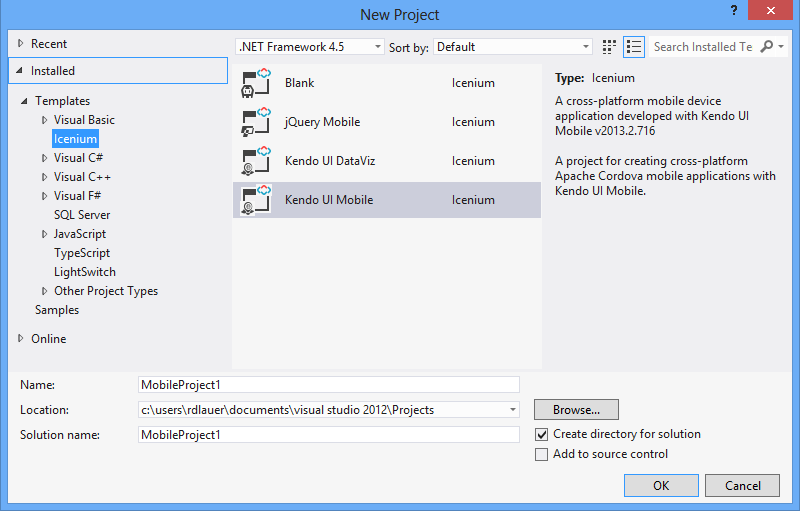 New Project
?
Recent
.NET Framework 4.5
Sort by:
Default
Search Installed Te
Installed
Templates
Visual Basic
Icenium
Visual C#
Visual C++
Visual F#
SQL Server
JavaScript
TypeScript
LightSwitch
Other Project Types
Samples
Online
Blank Icenium
jQuery Mobile Icenium
Kendo UI DataViz Icenium
Kendo UI Mobile Icenium
Type: Icenium
A cross-platform mobile device
application developed with Kendo UI
Mobile v2013.2.716
A project for creating cross-platform
Apache Cordova mobile applications with
Kendo UI Mobile.
Name: MobileProject1
Location: c:\users\rdlauer\documents\visual studio 2012\Projects
Browse...
Solution name: MobileProject1
Create directory for solution
Add to source control
OK
Cancel